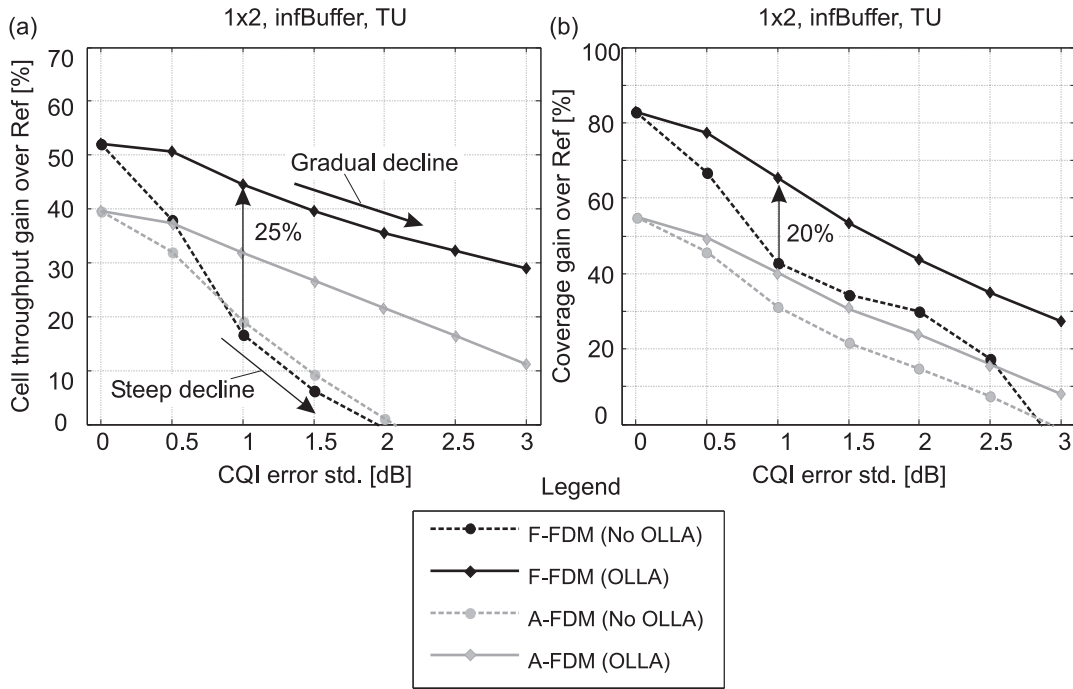 (a)
1x2, infBuffer, TU
Cell throughput gain over Ref [%]
70
60
50
40
30
20
10
0
Gradual decline
25%
Steep decline
0 0.5 1 1.5 2 2.5 3
CQI error std. [dB]
(b)
1x2, infBuffer, TU
Coverage gain over Ref [%]
100
80
60
40
20
0
20%
0 0.5 1 1.5 2 2.5 3
CQI error std. [dB]
Legend
F-FDM (No OLLA)
F-FDM (OLLA)
A-FDM (No OLLA)
A-FDM (OLLA)